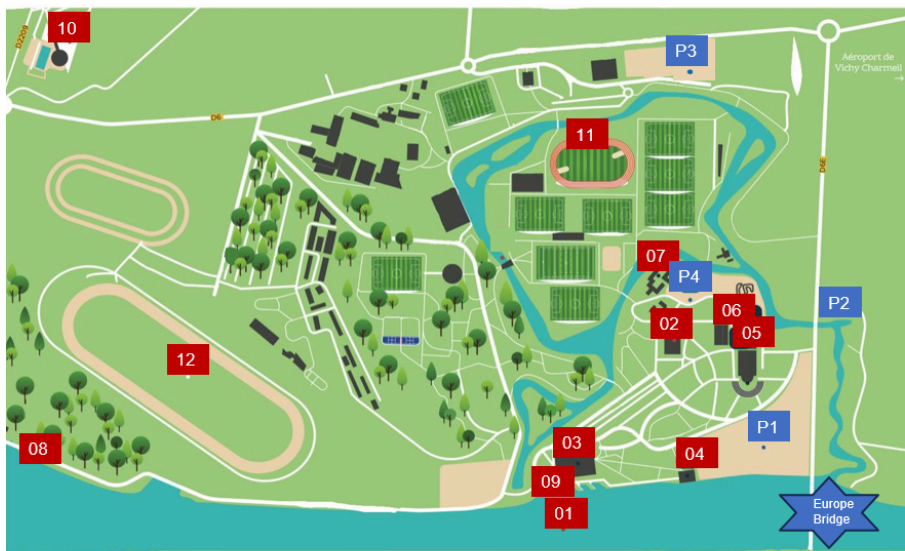 10
D2209
P3
Aéroport de
Vichy Charmeil
→
D6
11
D6E
07
P4
P2
06
02
05
12
P1
03
08
04
09
01
Europe
Bridge